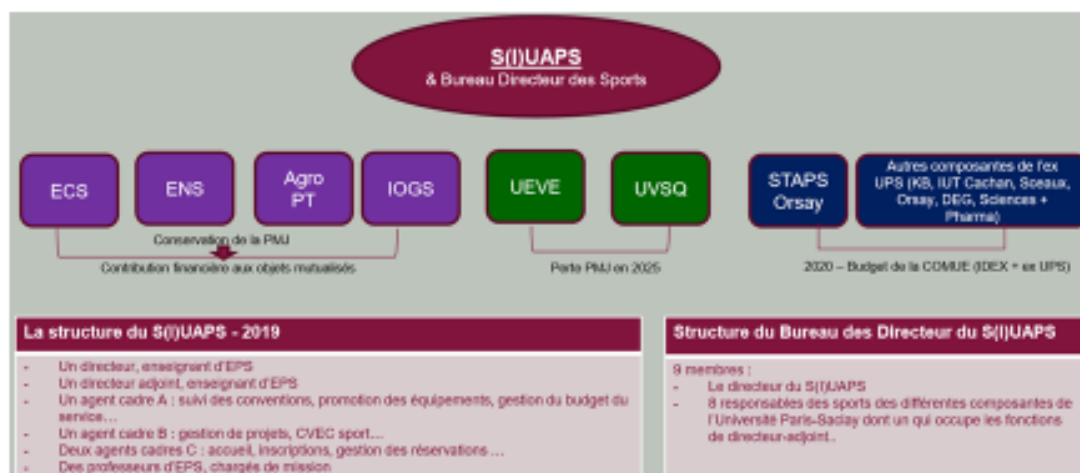 S(I)UAPS
& Bureau Directeur des Sports
ECS
ENS
Agro
PT
IOGS
UEVE
UVSQ
STAPS
Orsay
Autres composantes de l'ex
UPS (KB, IUT Cachan, Sceaux,
Orsay, DEG, Sciences +
Pharma)
Conservation de la PMJ
Contribution financière aux objets mutualisés
Perte PMJ en 2025
2020 – Budget de la COMUE (IDEX + ex UPS)
La structure du S(I)UAPS - 2019
- Un directeur, enseignant d'EPS
- Un directeur adjoint, enseignant d'EPS
- Un agent cadre A : suivi des conventions, promotion des équipements, gestion du budget du
service…
- Un agent cadre B : gestion de projets, CVEC sport…
- Deux agents cadres C : accueil, inscriptions, gestion des réservations …
- Des professeurs d'EPS, chargés de mission
Structure du Bureau des Directeur du S(I)UAPS
9 membres :
- Le directeur du S(I)UAPS
- 8 responsables des sports des différentes composantes de
l'Université Paris-Saclay dont un qui occupe les fonctions
de directeur-adjoint..